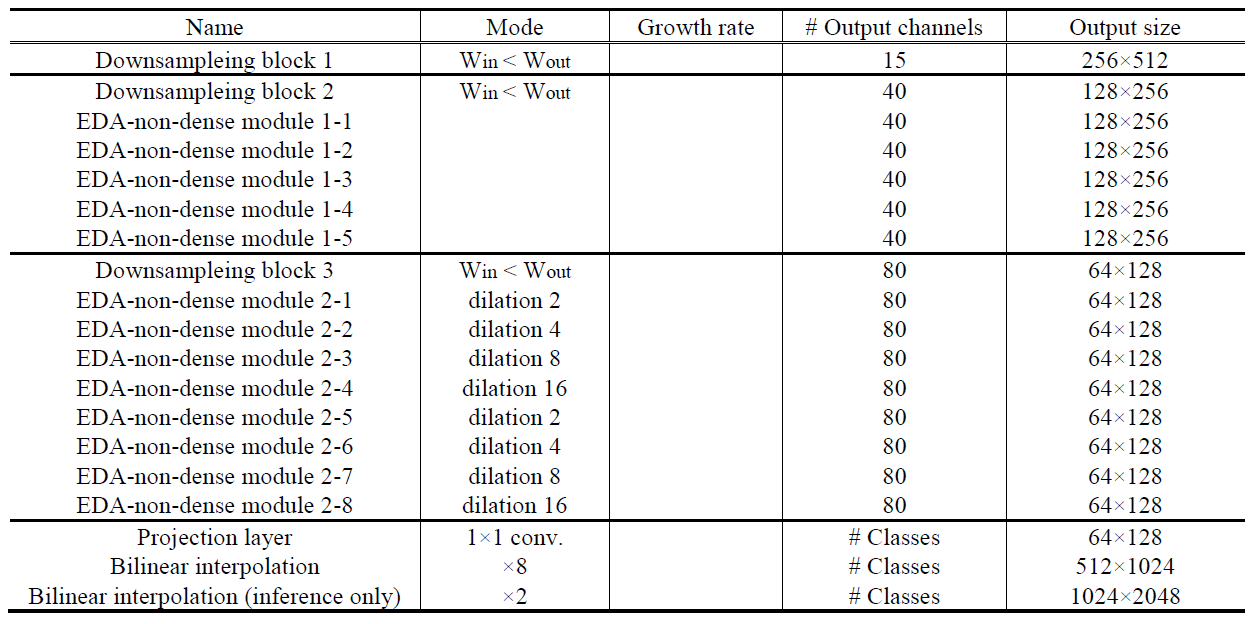 Name Mode Growth rate # Output channels Output size
Downsampleing block 1 Win < Wout 15 256×512
Downsampleing block 2 Win < Wout 40 128×256
EDA-non-dense module 1-1 40 128×256
EDA-non-dense module 1-2 40 128×256
EDA-non-dense module 1-3 40 128×256
EDA-non-dense module 1-4 40 128×256
EDA-non-dense module 1-5 40 128×256
Downsampleing block 3 Win < Wout 80 64×128
EDA-non-dense module 2-1 dilation 2 80 64×128
EDA-non-dense module 2-2 dilation 4 80 64×128
EDA-non-dense module 2-3 dilation 8 80 64×128
EDA-non-dense module 2-4 dilation 16 80 64×128
EDA-non-dense module 2-5 dilation 2 80 64×128
EDA-non-dense module 2-6 dilation 4 80 64×128
EDA-non-dense module 2-7 dilation 8 80 64×128
EDA-non-dense module 2-8 dilation 16 80 64×128
Projection layer 1×1 conv. # Classes 64×128
Bilinear interpolation ×8 # Classes 512×1024
Bilinear interpolation (inference only) ×2 # Classes 1024×2048